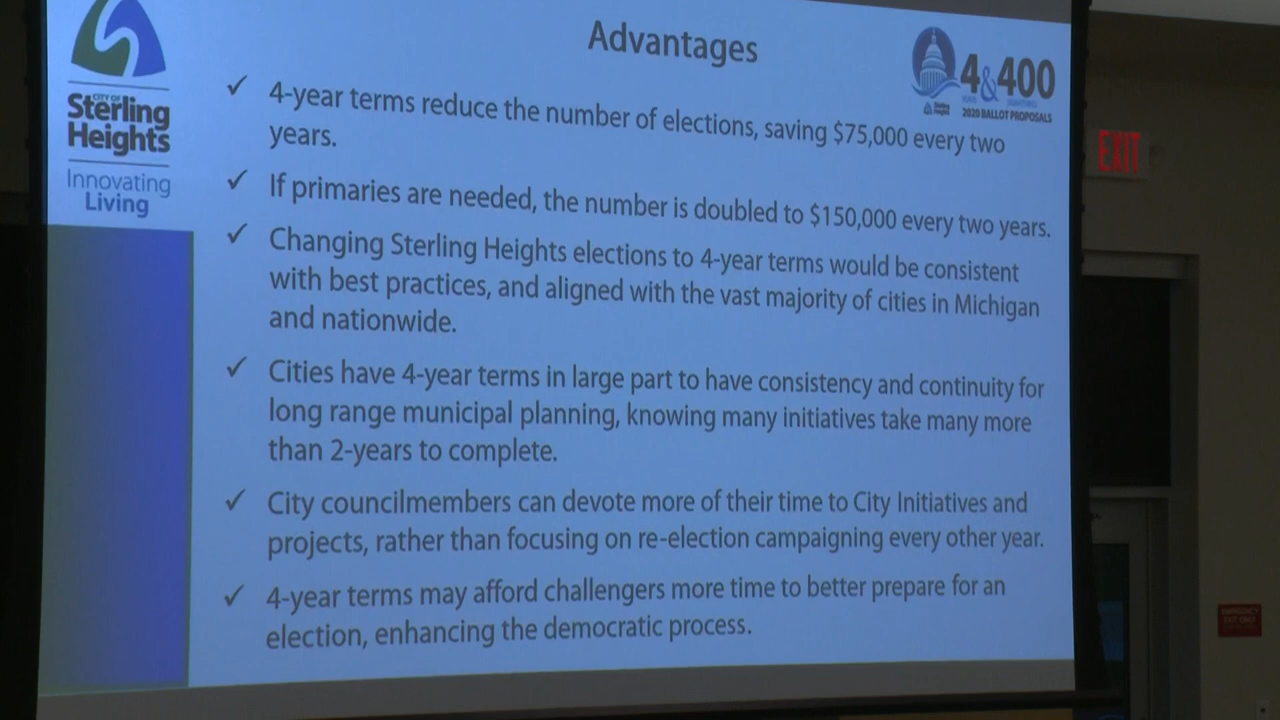 Advantages
CITY OF
Sterling
Heights
Innovating
Living
4&400
2020 BALLOT PROPOSALS
✓ 4-year terms reduce the number of elections, saving $75,000 every two
years.
✓ If primaries are needed, the number is doubled to $150,000 every two years.
✓ Changing Sterling Heights elections to 4-year terms would be consistent
with best practices, and aligned with the vast majority of cities in Michigan
and nationwide.
✓ Cities have 4-year terms in large part to have consistency and continuity for
long range municipal planning, knowing many initiatives take many more
than 2-years to complete.
✓ City councilmembers can devote more of their time to City Initiatives and
projects, rather than focusing on re-election campaigning every other year.
✓ 4-year terms may afford challengers more time to better prepare for an
election, enhancing the democratic process.
EXIT
EMERGENCY
EXIT ONLY